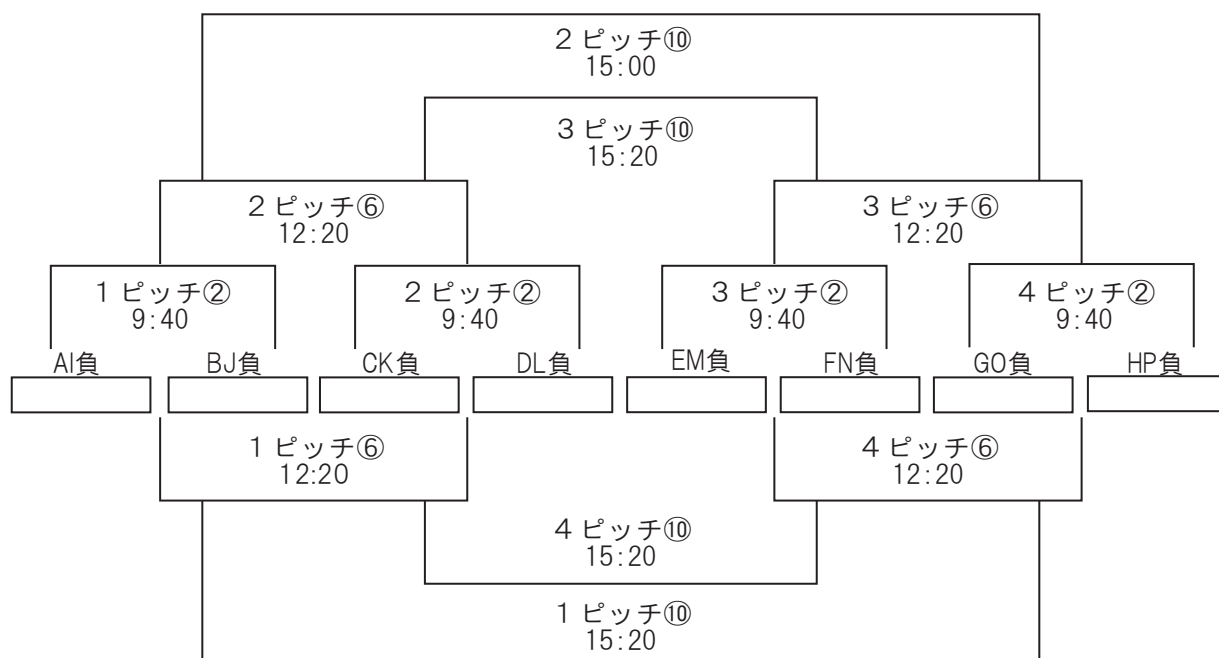 ２ピッチ⑩
15:00
３ピッチ⑩
15:20
２ピッチ⑥
12:20
３ピッチ⑥
12:20
１ピッチ②
9:40
２ピッチ②
9:40
３ピッチ②
9:40
４ピッチ②
9:40
AI負
BJ負
CK負
DL負
EM負
FN負
GO負
HP負
１ピッチ⑥
12:20
４ピッチ⑥
12:20
４ピッチ⑩
15:20
１ピッチ⑩
15:20